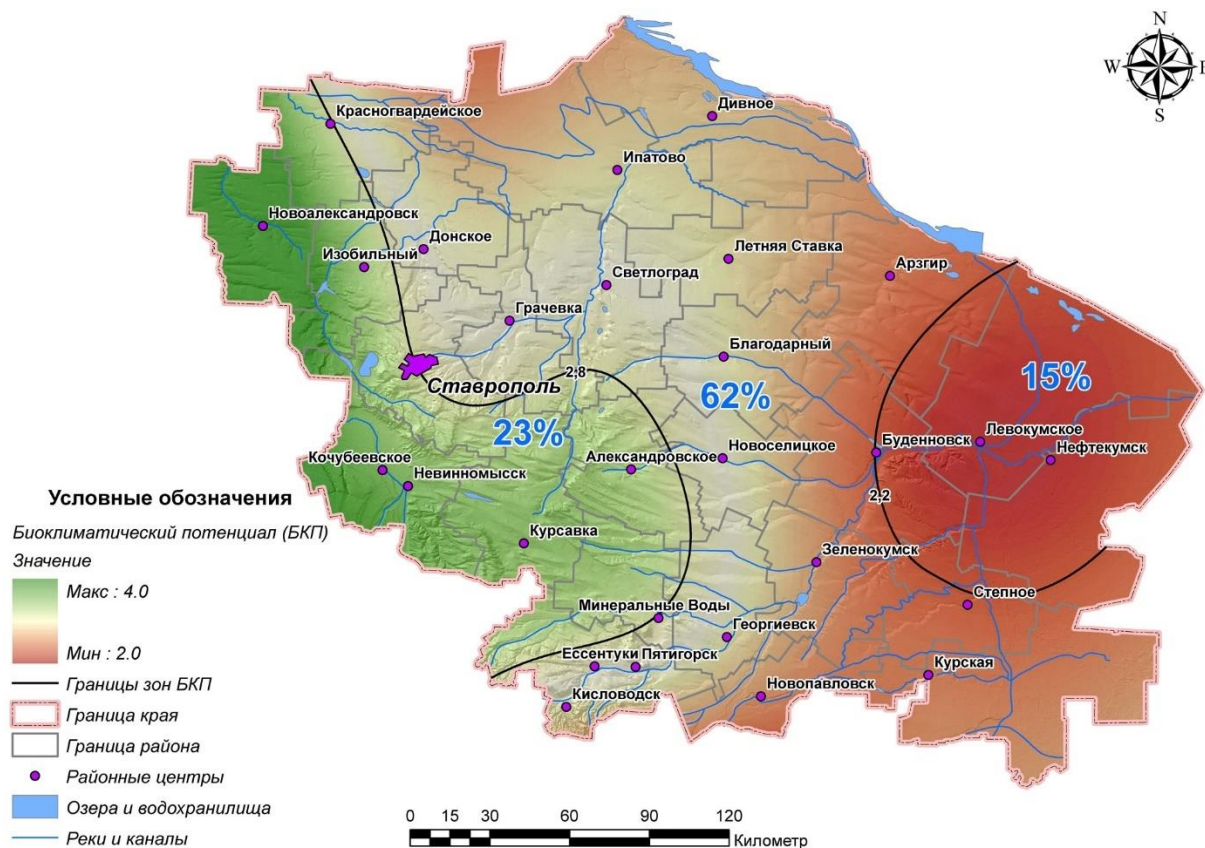 N
W E
S
Дивное
Красногвардейское
Ипатово
Новоалександровск
Донское
Изобильный
Летняя Ставка
Арзгир
Светлоград
Грачевка
Благодарный
Ставрополь
2,8
62%
15%
23%
Левокумское
Буденновск
Нефтекумск
Новоселицкое
Александровское
Кочубеевское
Невинномысск
2,2
Курсавка
Зеленокумск
Степное
Минеральные Воды
Георгиевск
Ессентуки
Пятигорск
Курская
Новопавловск
Кисловодск
Условные обозначения
Биоклиматический потенциал (БКП)
Значение
Макс : 4.0
Мин : 2.0
Границы зон БКП
Граница края
Граница района
Районные центры
Озера и водохранилища
Реки и каналы
0 15 30 60 90 120
Километр